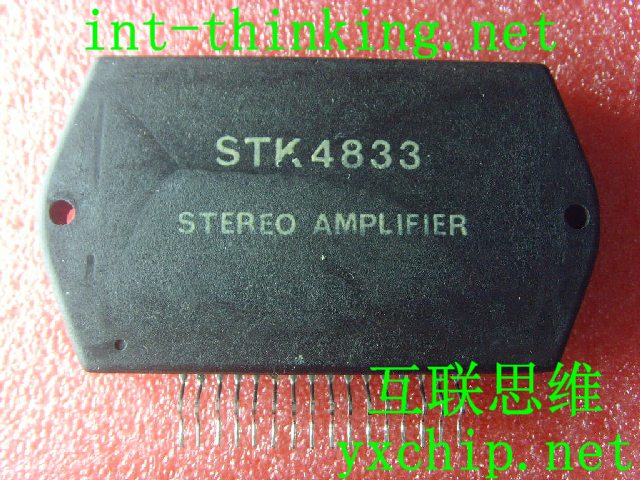 int-thinking.net
STK4833
STEREO AMPLIFIER
互联思维
yxchip.net